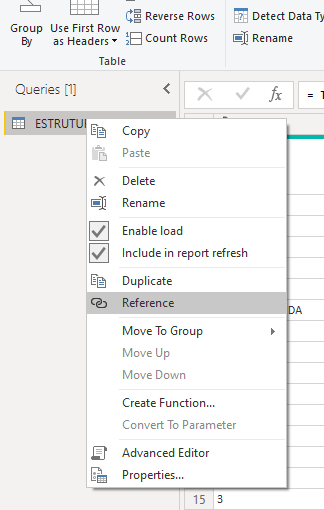 Group
By
Use First Row
as Headers
Reverse Rows
Count Rows
Detect Data Ty
Rename
Table
Queries [1]
fx
= T
Copy
Paste
Delete
Rename
Enable load
Include in report refresh
Duplicate
Reference
DA
Move To Group
Move Up
Move Down
Create Function...
Convert To Parameter
Advanced Editor
Properties...
15 3